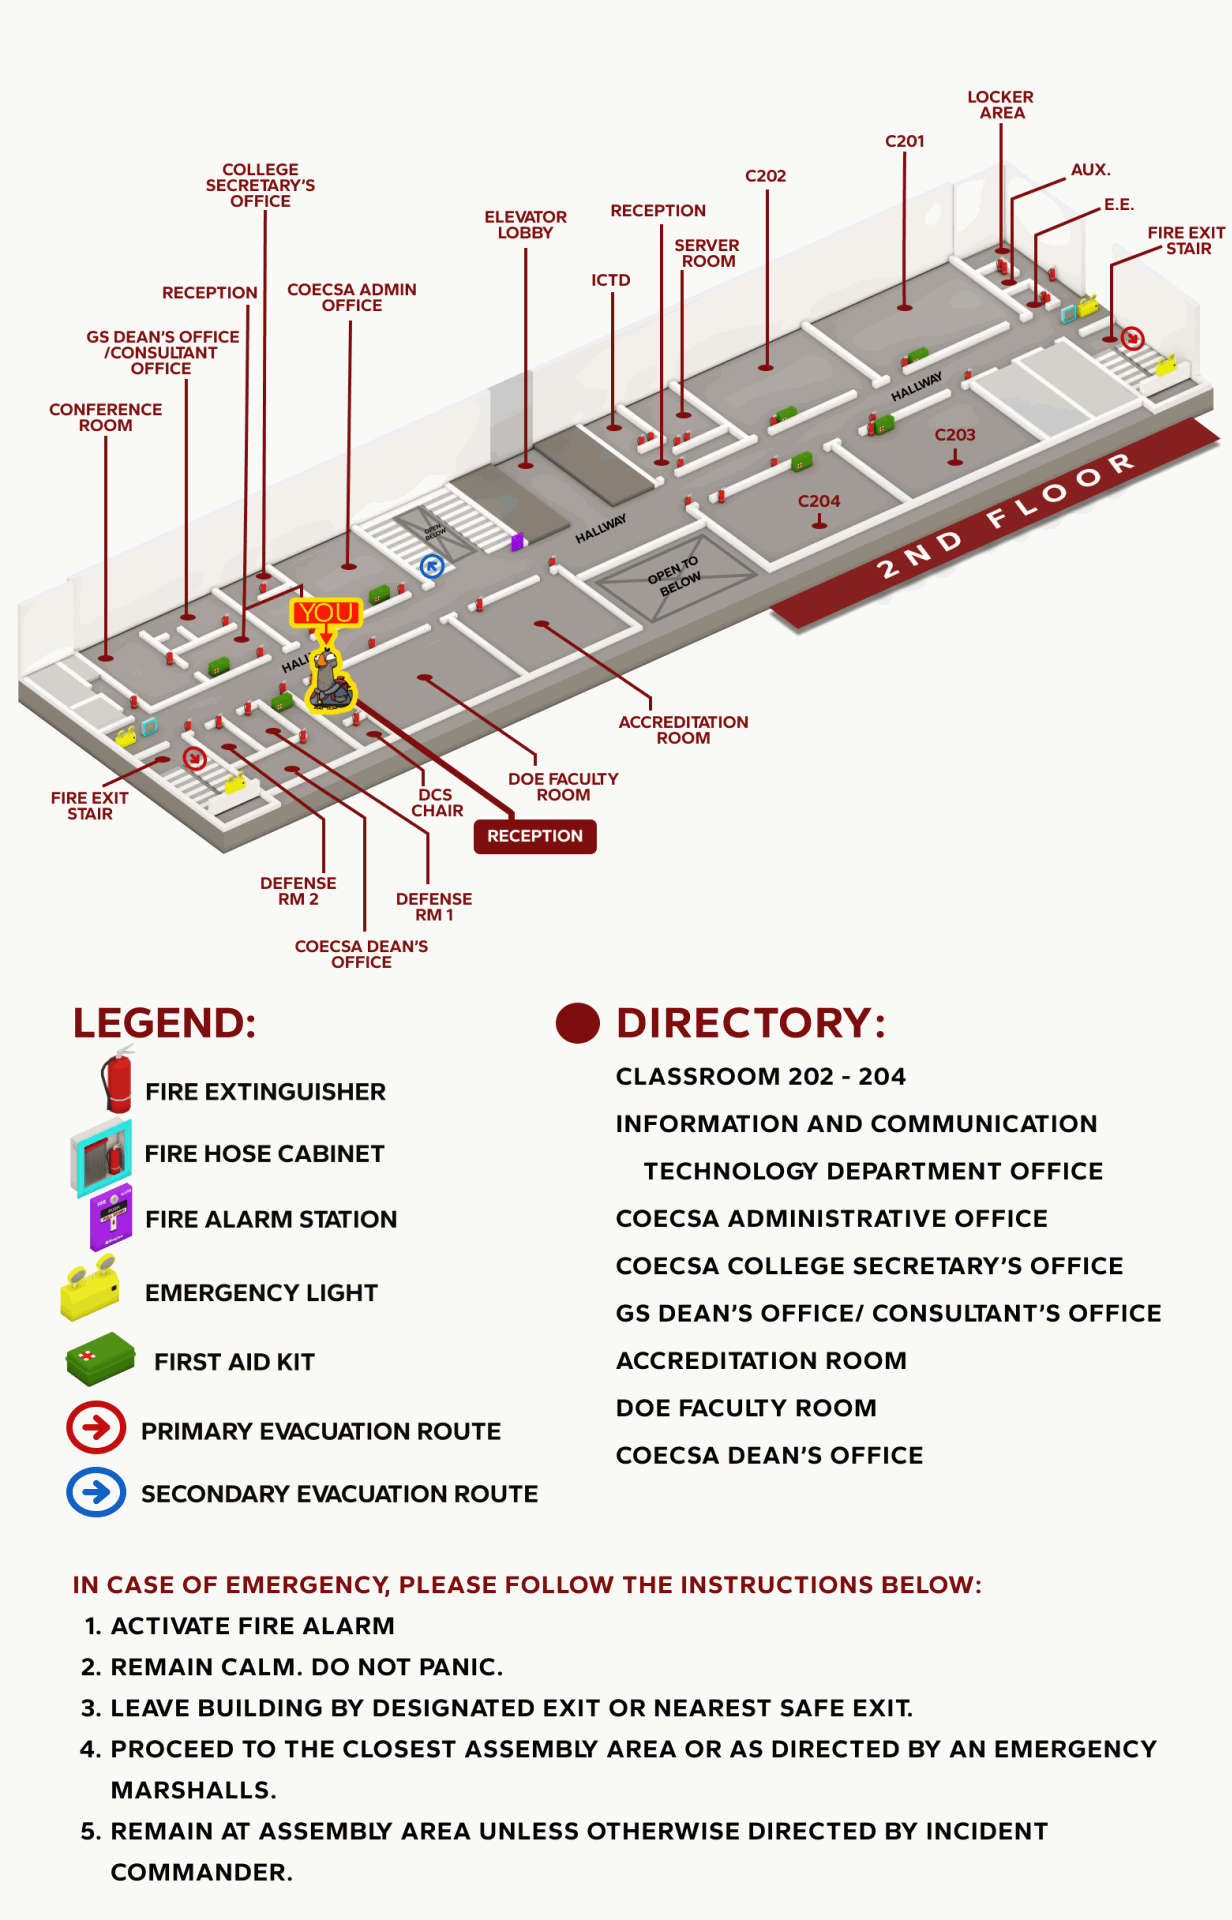 LOCKER
AREA
C201
AUX.
COLLEGE
SECRETARY'S
OFFICE
C202
E.E.
ELEVATOR
LOBBY
RECEPTION
FIRE EXIT
STAIR
SERVER
ROOM
ICTD
RECEPTION
COECSA ADMIN
OFFICE
GS DEAN'S OFFICE
/CONSULTANT
OFFICE
CONFERENCE
ROOM
HALLWAY
C203
2ND FLOOR
C204
OPEN
BELOW
HALLWAY
OPEN TO
BELOW
YOU
HALL
ACCREDITATION
ROOM
DOE FACULTY
ROOM
FIRE EXIT
STAIR
DCS
CHAIR
RECEPTION
DEFENSE
RM 2
DEFENSE
RM 1
COECSA DEAN'S
OFFICE
LEGEND:
FIRE EXTINGUISHER
FIRE HOSE CABINET
FIRE ALARM STATION
EMERGENCY LIGHT
FIRST AID KIT
PRIMARY EVACUATION ROUTE
SECONDARY EVACUATION ROUTE
DIRECTORY:
CLASSROOM 202 - 204
INFORMATION AND COMMUNICATION
TECHNOLOGY DEPARTMENT OFFICE
COECSA ADMINISTRATIVE OFFICE
COECSA COLLEGE SECRETARY'S OFFICE
GS DEAN'S OFFICE/ CONSULTANT'S OFFICE
ACCREDITATION ROOM
DOE FACULTY ROOM
COECSA DEAN'S OFFICE
IN CASE OF EMERGENCY, PLEASE FOLLOW THE INSTRUCTIONS BELOW:
1. ACTIVATE FIRE ALARM
2. REMAIN CALM. DO NOT PANIC.
3. LEAVE BUILDING BY DESIGNATED EXIT OR NEAREST SAFE EXIT.
4. PROCEED TO THE CLOSEST ASSEMBLY AREA OR AS DIRECTED BY AN EMERGENCY
MARSHALLS.
5. REMAIN AT ASSEMBLY AREA UNLESS OTHERWISE DIRECTED BY INCIDENT
COMMANDER.